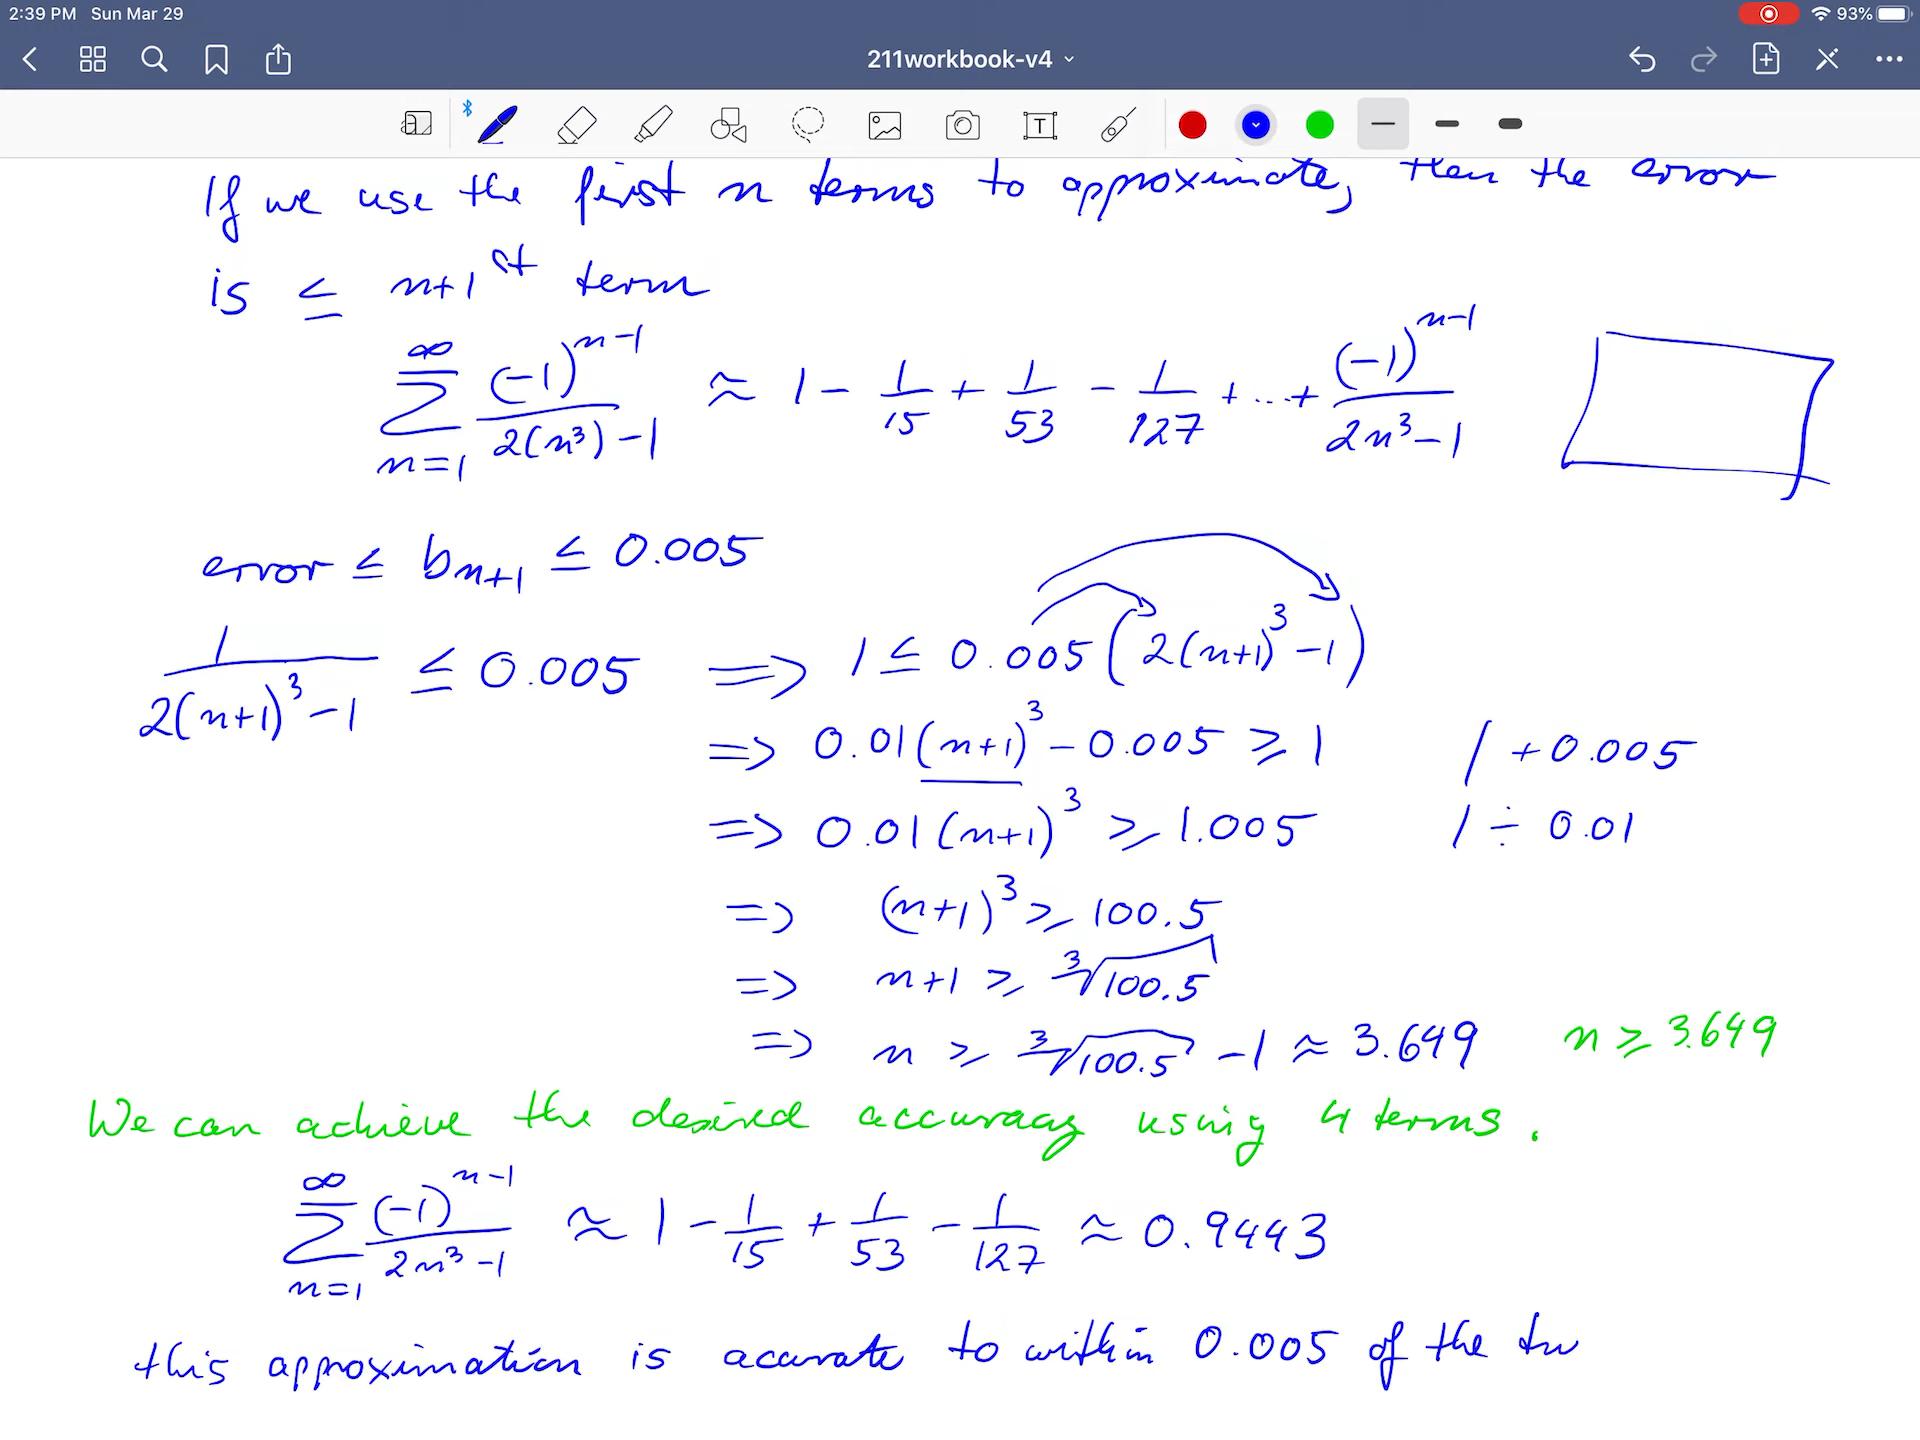 2:39 PM Sun Mar 29 93%
211workbook-v4
If we use the first n terms to approximate, then the error
is ≤ n+1 st term
∞ ∑ n=1 (-1)^(n-1) / (2(n³)-1) ≈ 1 - 1/15 + 1/53 - 1/127 + ... + (-1)^(n-1) / (2n³-1)
error ≤ b_(n+1) ≤ 0.005
1 / (2(n+1)³-1) ≤ 0.005 => 1 ≤ 0.005(2(n+1)³-1)
=> 0.01(n+1)³ - 0.005 ≥ 1 / +0.005
=> 0.01(n+1)³ ≥ 1.005 / ÷ 0.01
=> (n+1)³ ≥ 100.5
=> n+1 ≥ ³√100.5
=> n ≥ ³√100.5 - 1 ≈ 3.649 n ≥ 3.649
We can achieve the desired accuracy using 4 terms.
∞ ∑ n=1 (-1)^(n-1) / (2n³-1) ≈ 1 - 1/15 + 1/53 - 1/127 ≈ 0.9443
this approximation is accurate to within 0.005 of the